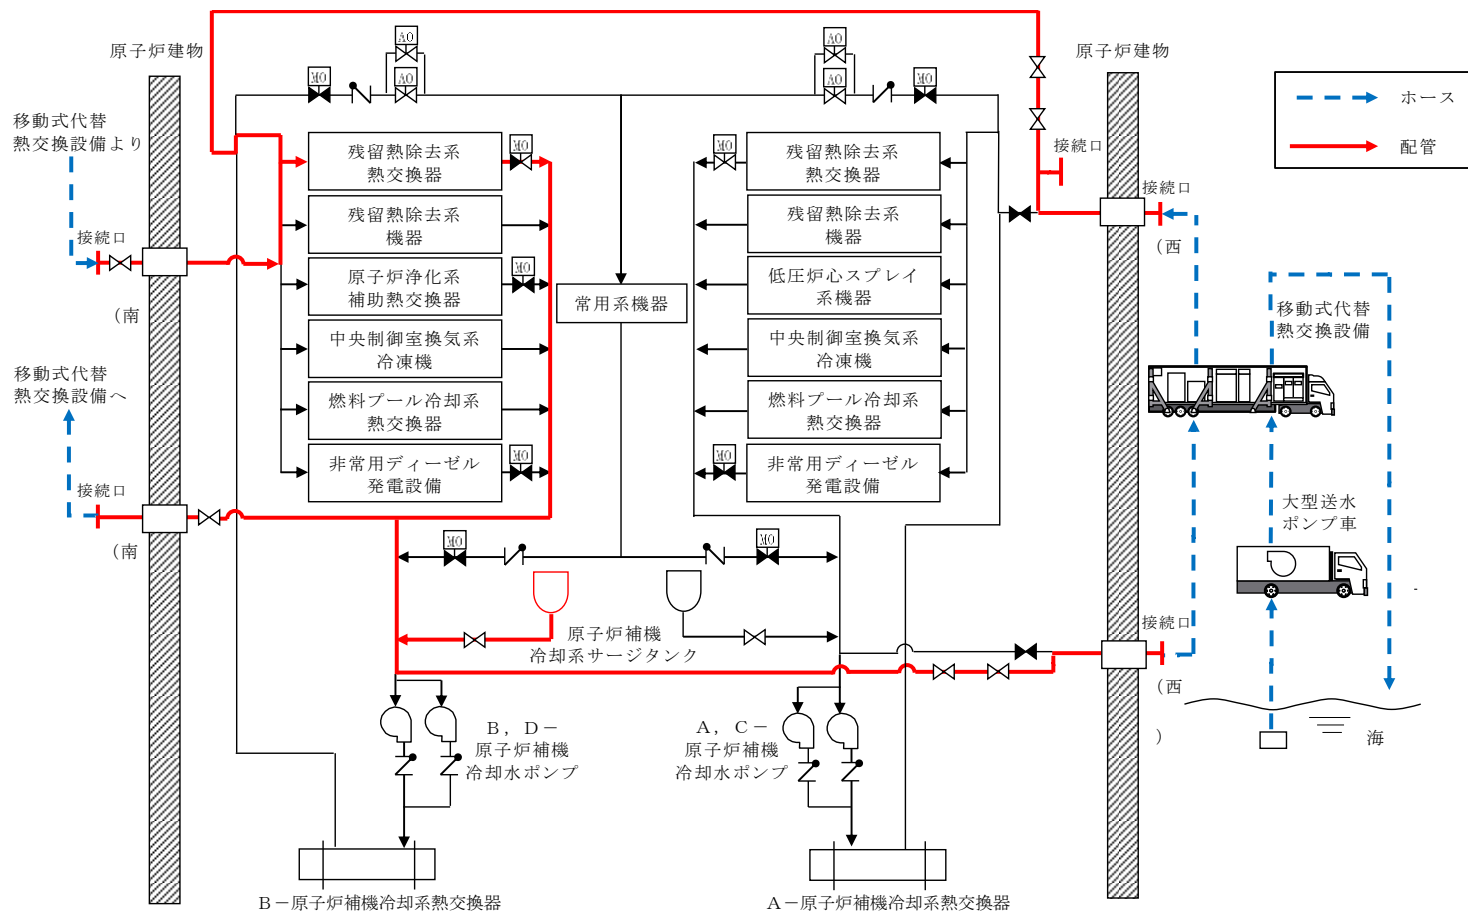 原子炉建物
AO
AO
MO
AO
AO
MO
原子炉建物
ホース
配管
移動式代替
熱交換設備より
接続口
(南
移動式代替
熱交換設備へ
接続口
(南
残留熱除去系
熱交換器
MO
残留熱除去系
機器
原子炉浄化系
補助熱交換器
MO
中央制御室換気系
冷凍機
燃料プール冷却系
熱交換器
非常用ディーゼル
発電設備
MO
常用系機器
MO
残留熱除去系
熱交換器
残留熱除去系
機器
低圧炉心スプレイ
系機器
中央制御室換気系
冷凍機
燃料プール冷却系
熱交換器
MO
非常用ディーゼル
発電設備
接続口
接続口
(西
移動式代替
熱交換設備
大型送水
ポンプ車
接続口
(西
)
海
MO
MO
原子炉補機
冷却系サージタンク
B，D－
原子炉補機
冷却水ポンプ
A，C－
原子炉補機
冷却水ポンプ
B－原子炉補機冷却系熱交換器
A－原子炉補機冷却系熱交換器